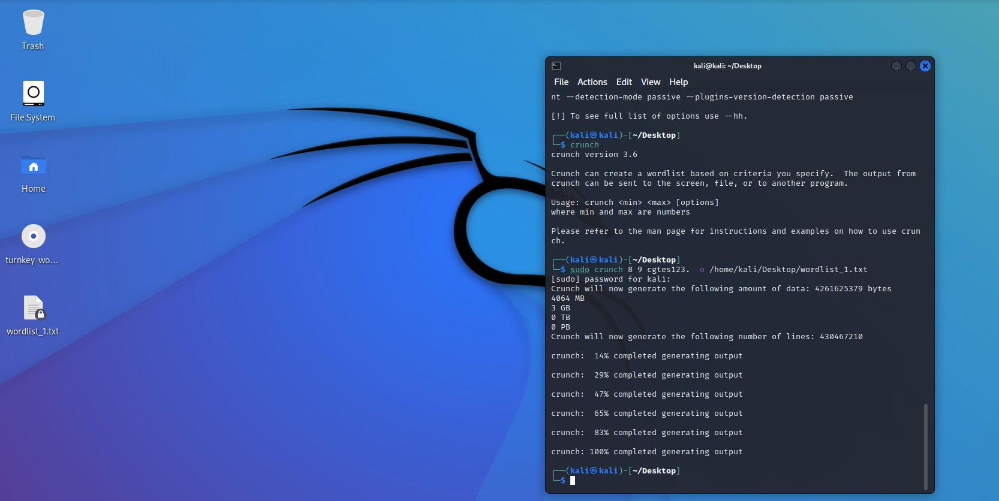 Trash
File System
Home
turnkey-wo...
wordlist_1.txt
kali@kali: ~/Desktop
File Actions Edit View Help
nt --detection-mode passive --plugins-version-detection passive
[!] To see full list of options use --hh.
┌──(kali㉿kali)-[~/Desktop]
└─$ crunch
crunch version 3.6
Crunch can create a wordlist based on criteria you specify.  The output from
crunch can be sent to the screen, file, or to another program.
Usage: crunch <min> <max> [options]
where min and max are numbers
Please refer to the man page for instructions and examples on how to use crun
ch.
┌──(kali㉿kali)-[~/Desktop]
└─$ sudo crunch 8 9 cgtes123. -o /home/kali/Desktop/wordlist_1.txt
[sudo] password for kali:
Crunch will now generate the following amount of data: 4261625379 bytes
4064 MB
3 GB
0 TB
0 PB
Crunch will now generate the following number of lines: 430467210
crunch:  14% completed generating output
crunch:  29% completed generating output
crunch:  47% completed generating output
crunch:  65% completed generating output
crunch:  83% completed generating output
crunch: 100% completed generating output
┌──(kali㉿kali)-[~/Desktop]
└─$